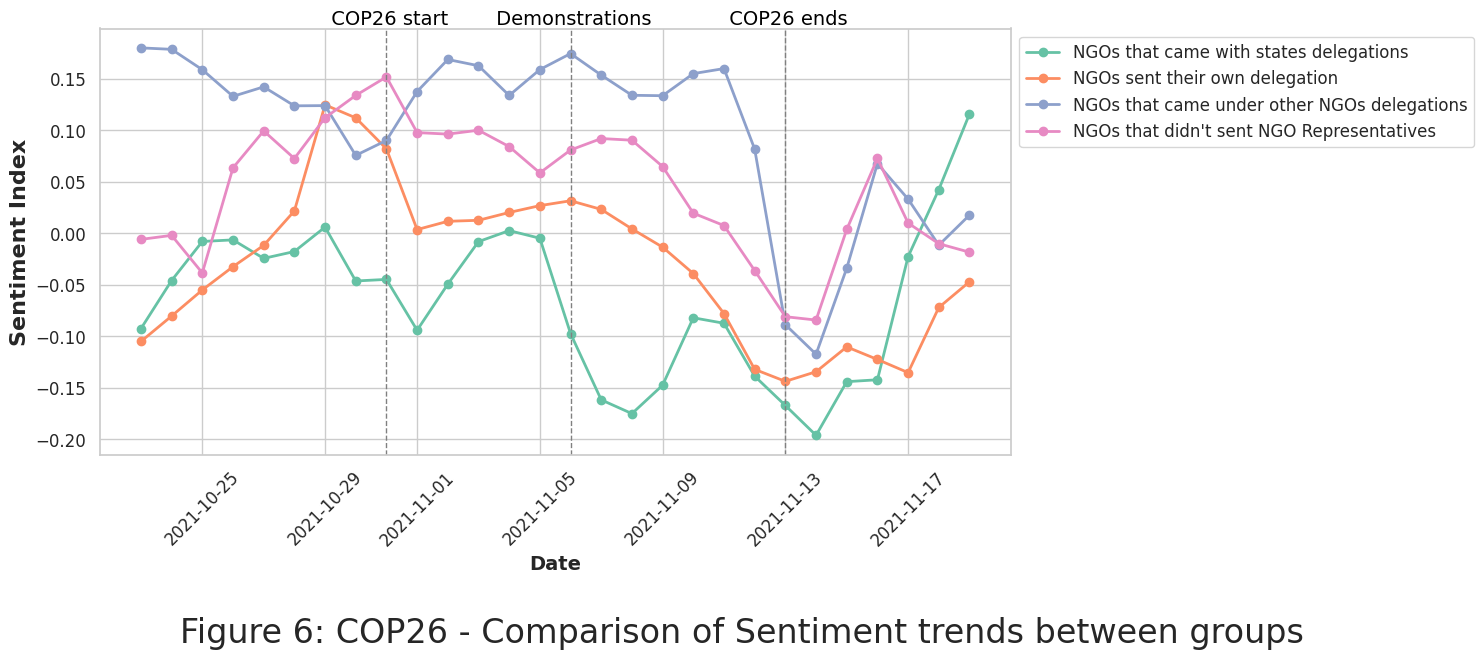 COP26 start
Demonstrations
COP26 ends
NGOs that came with states delegations
NGOs sent their own delegation
NGOs that came under other NGOs delegations
NGOs that didn't sent NGO Representatives
Sentiment Index
0.15
0.10
0.05
0.00
−0.05
−0.10
−0.15
−0.20
2021-10-25
2021-10-29
2021-11-01
2021-11-05
2021-11-09
2021-11-13
2021-11-17
Date
Figure 6: COP26 - Comparison of Sentiment trends between groups